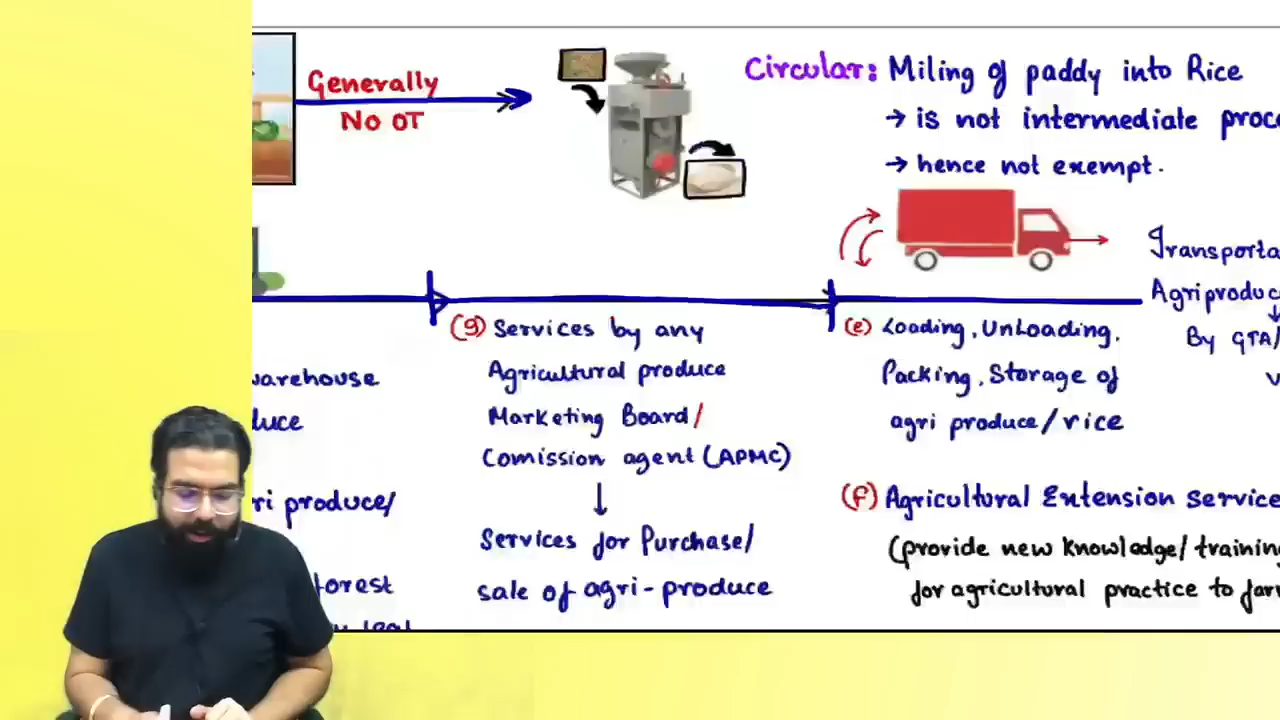 Generally
No OT
Circular: Miling of paddy into Rice
→ is not intermediate proce
→ hence not exempt.
Transporta
Agriproduc
By GTA/
(g) Services by any
Agricultural produce
Marketing Board/
Comission agent (APMC)
↓
Services for Purchase/
sale of agri-produce
(e) Loading, UnLoading,
Packing, Storage of
agri produce/rice
(f) Agricultural Extension Service
(provide new knowledge/training
for agricultural practice to far
warehouse
duce
ri produce/
forest